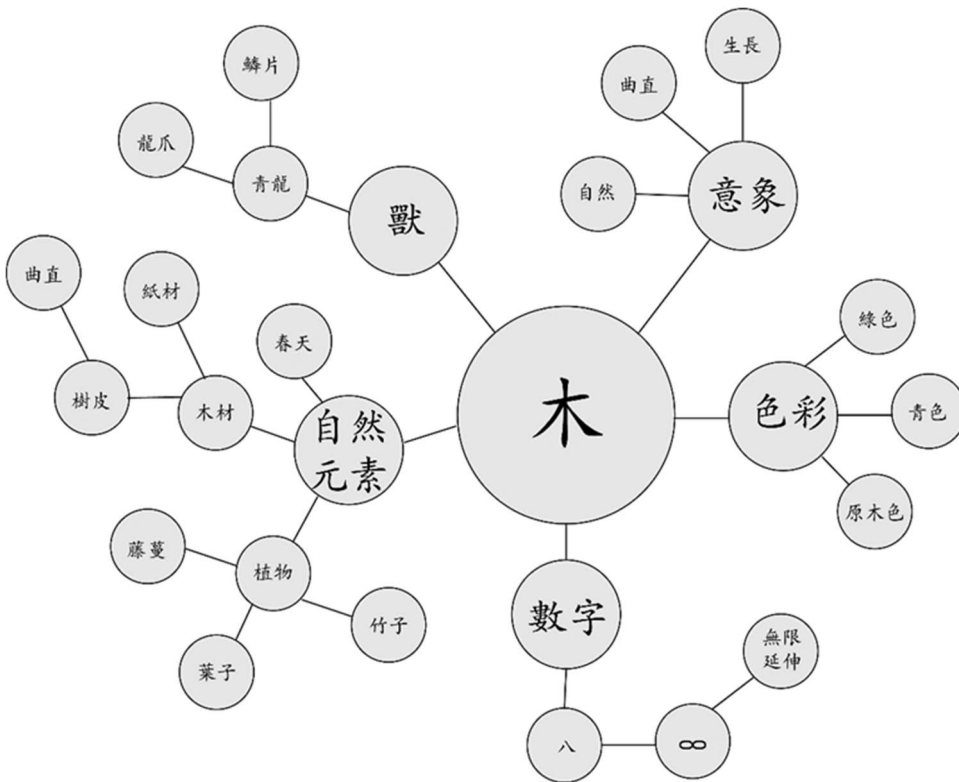 鱗片
生長
曲直
龍爪
青龍
獸
自然
意象
曲直
紙材
春天
綠色
樹皮
木材
自然
元素
木
色彩
青色
原木色
藤蔓
植物
竹子
葉子
數字
無限
延伸
八
∞